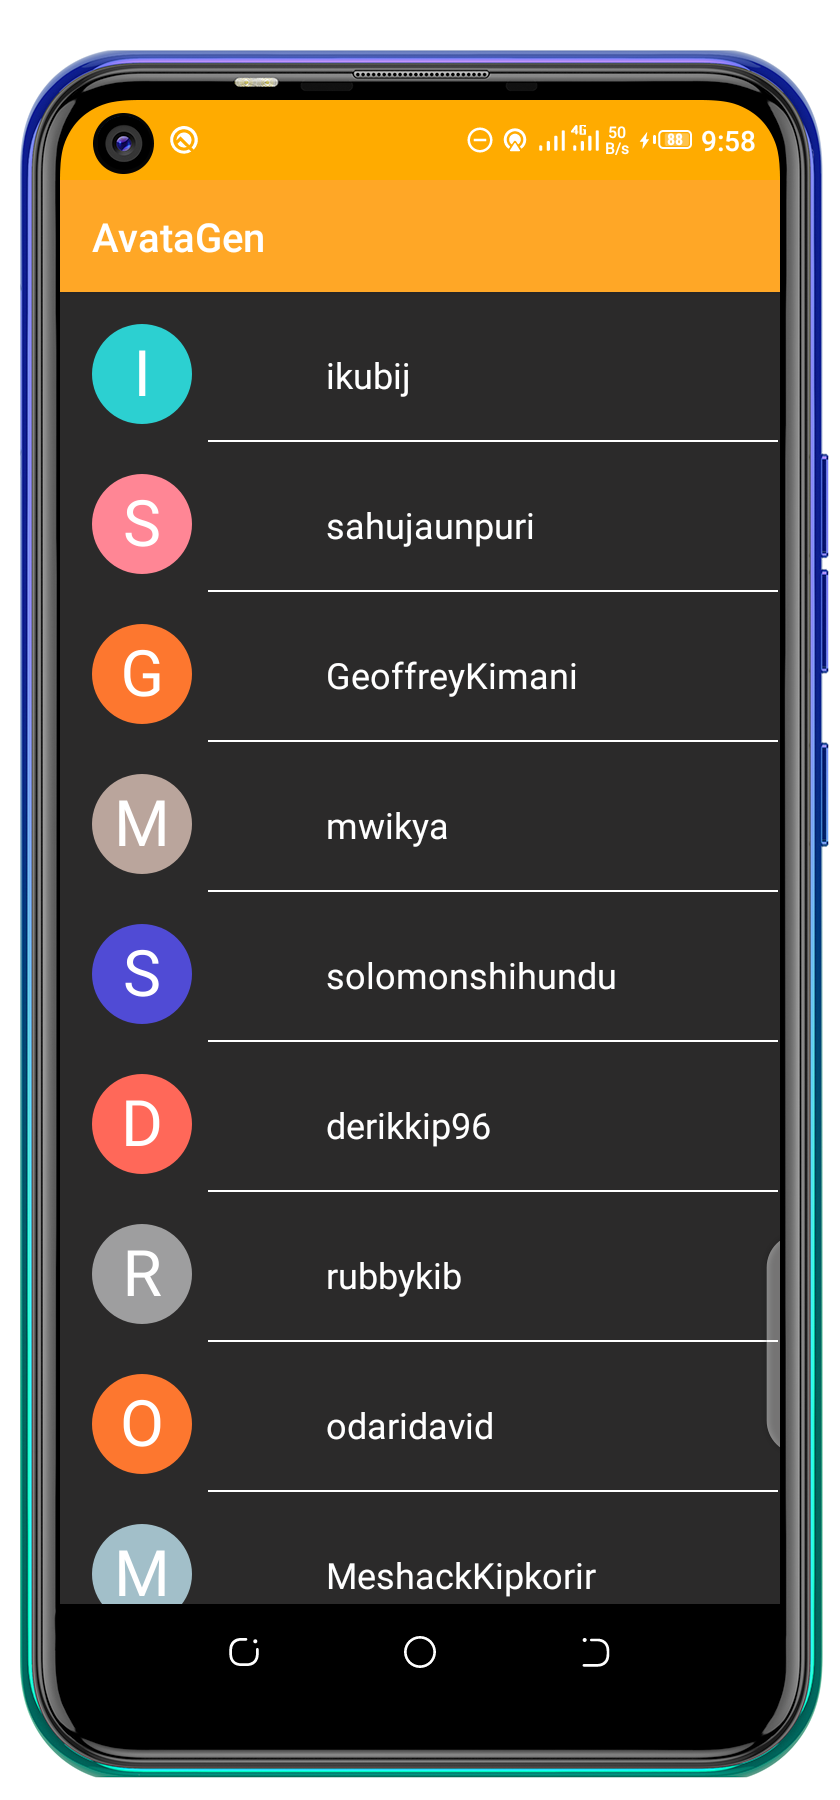 4G 50 B/s 88 9:58
AvataGen
I ikubij
S sahujaunpuri
G GeoffreyKimani
M mwikya
S solomonshihundu
D derikkip96
R rubbykib
O odaridavid
M MeshackKipkorir